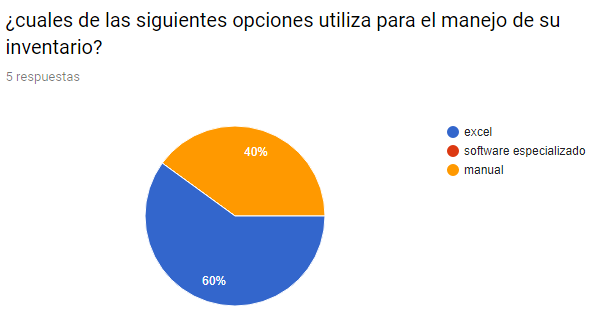 ¿cuales de las siguientes opciones utiliza para el manejo de su
inventario?
5 respuestas
40%
60%
excel
software especializado
manual